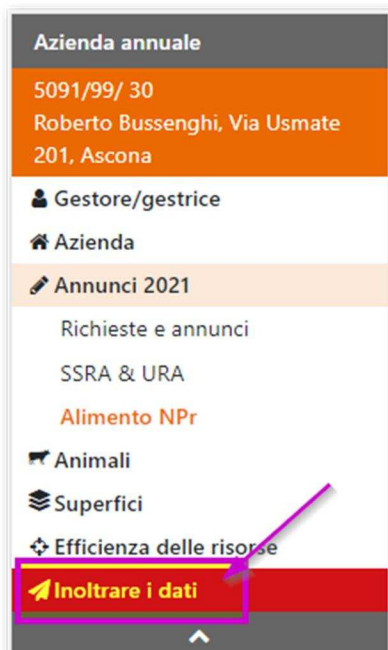 Azienda annuale
5091/99/ 30
Roberto Bussenghi, Via Usmate
201, Ascona
Gestore/gestrice
Azienda
Annunci 2021
Richieste e annunci
SSRA & URA
Alimento NPr
Animali
Superfici
Efficienza delle risorse
Inoltrare i dati